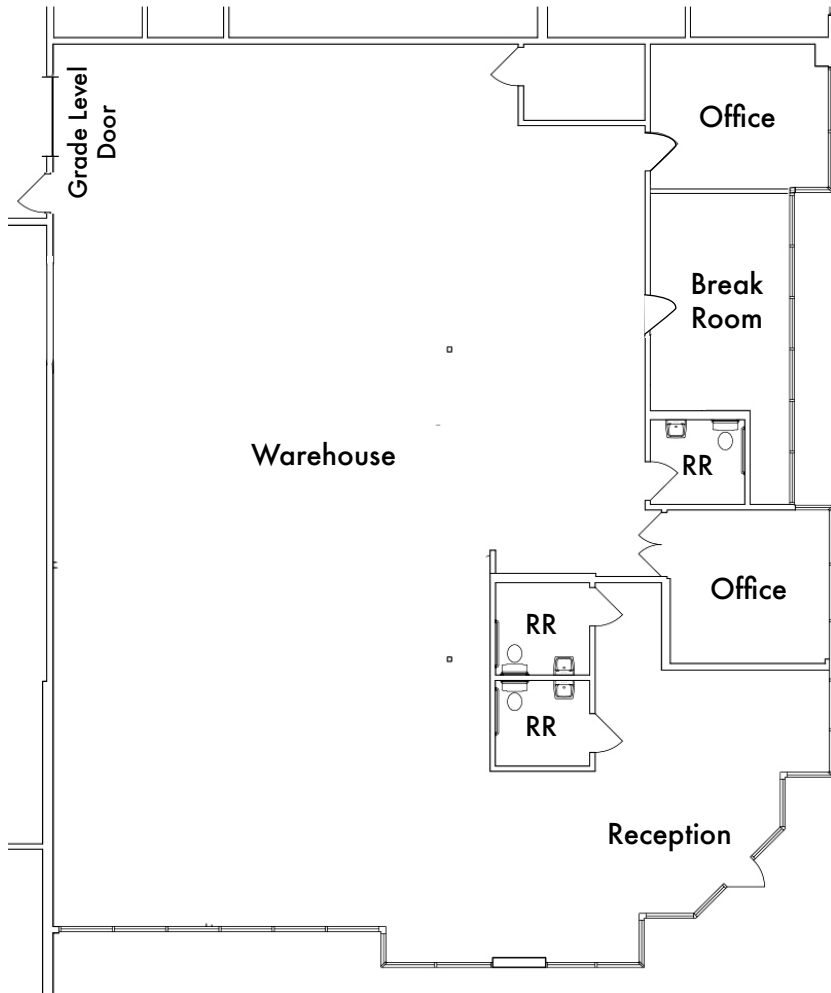 Grade Level
Door
Office
Break
Room
Warehouse
RR
Office
RR
RR
Reception